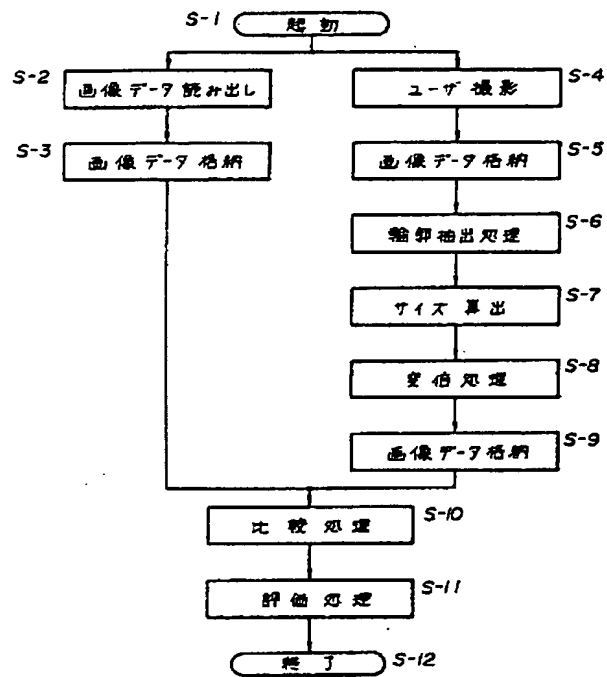 S-1 起動
S-2 画像データ読み出し
S-3 画像データ格納
S-4 ユーザ撮影
S-5 画像データ格納
S-6 輪郭抽出処理
S-7 サイズ算出
S-8 変倍処理
S-9 画像データ格納
S-10 比較処理
S-11 評価処理
S-12 終了